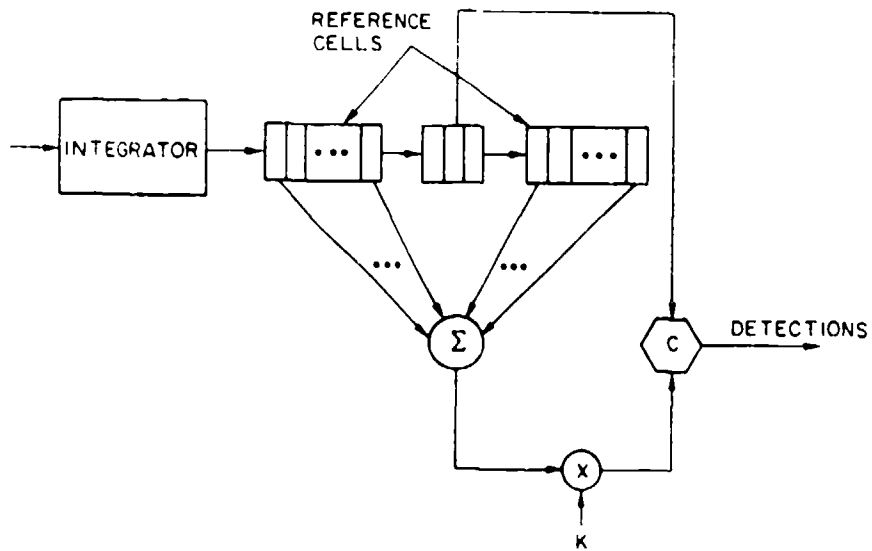 REFERENCE
CELLS
INTEGRATOR
•••
•••
•••
•••
Σ
C
DETECTIONS
X
K